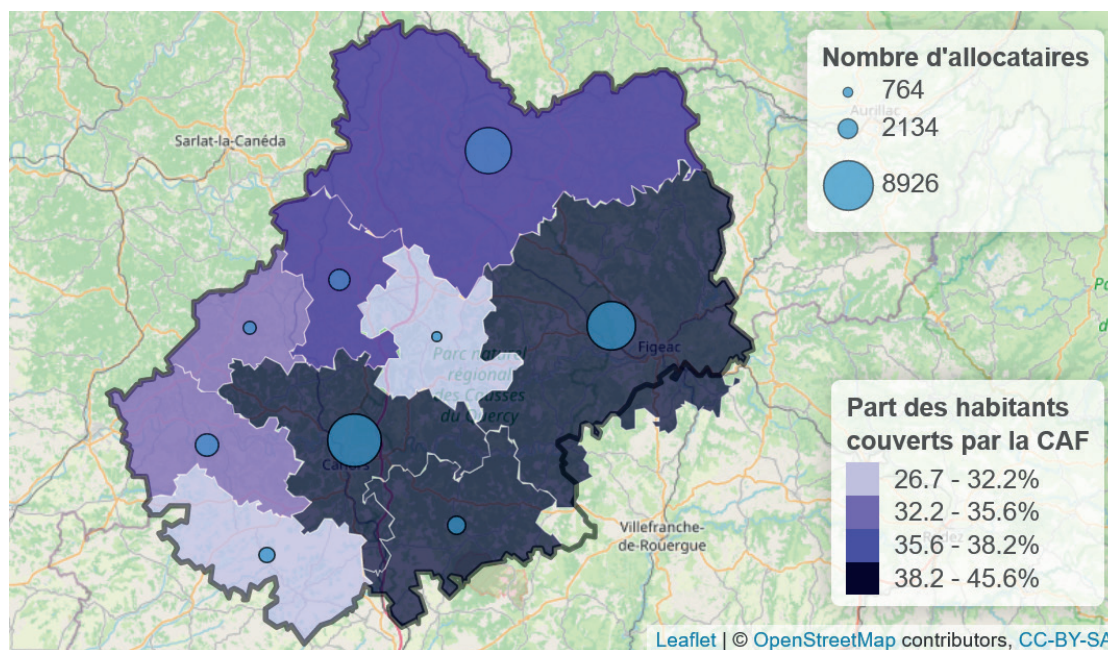 Nombre d'allocataires
764
2134
8926
Aurillac
Sarlat-la-Canéda
Parc naturel
régional
des Causses
du Quercy
Figeac
Cahors
Villefranche-
de-Rouergue
Rodez
Part des habitants
couverts par la CAF
26.7 - 32.2%
32.2 - 35.6%
35.6 - 38.2%
38.2 - 45.6%
Leaflet | © OpenStreetMap contributors, CC-BY-SA